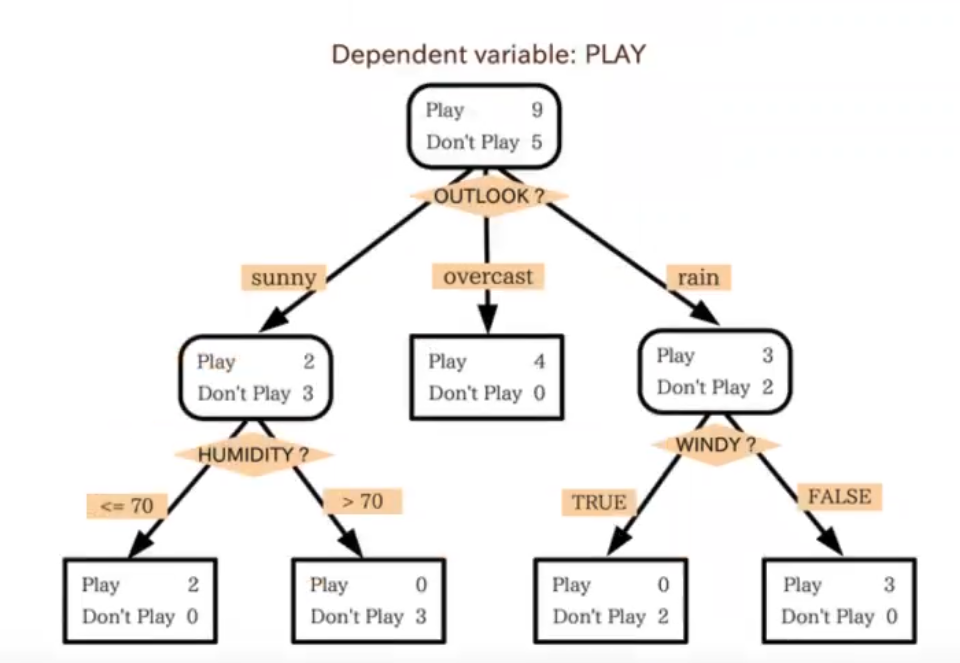 Dependent variable: PLAY
Play 9
Don't Play 5
OUTLOOK ?
sunny
overcast
rain
Play 2
Don't Play 3
Play 4
Don't Play 0
Play 3
Don't Play 2
HUMIDITY ?
WINDY ?
<= 70
> 70
TRUE
FALSE
Play 2
Don't Play 0
Play 0
Don't Play 3
Play 0
Don't Play 2
Play 3
Don't Play 0